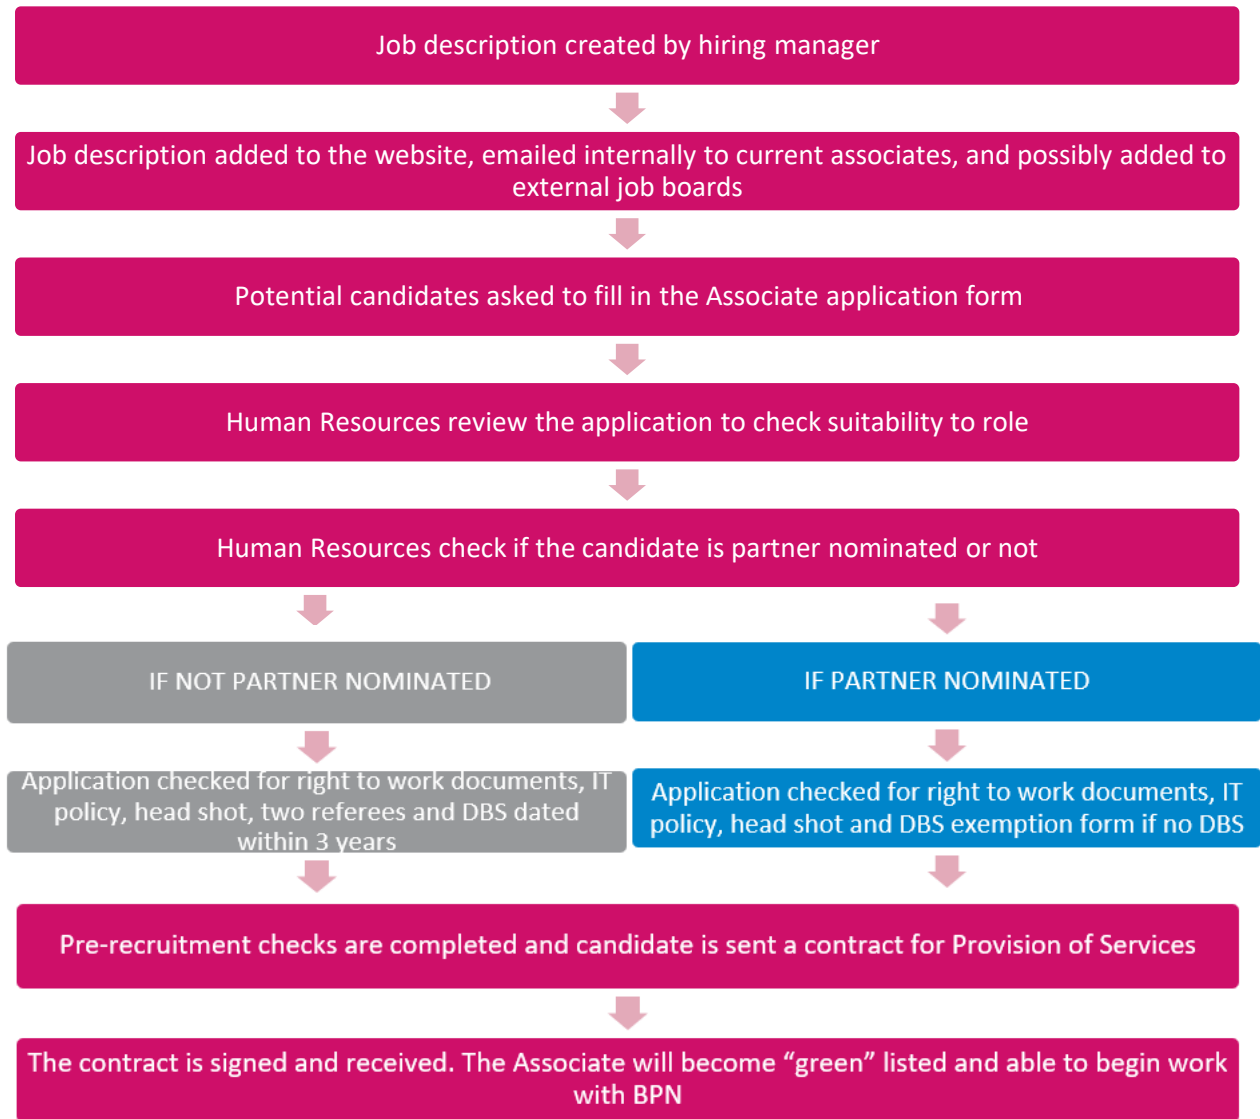 Job description created by hiring manager
Job description added to the website, emailed internally to current associates, and possibly added to
external job boards
Potential candidates asked to fill in the Associate application form
Human Resources review the application to check suitability to role
Human Resources check if the candidate is partner nominated or not
IF NOT PARTNER NOMINATED
IF PARTNER NOMINATED
Application checked for right to work documents, IT
policy, head shot, two referees and DBS dated
within 3 years
Application checked for right to work documents, IT
policy, head shot and DBS exemption form if no DBS
Pre-recruitment checks are completed and candidate is sent a contract for Provision of Services
The contract is signed and received. The Associate will become “green” listed and able to begin work
with BPN